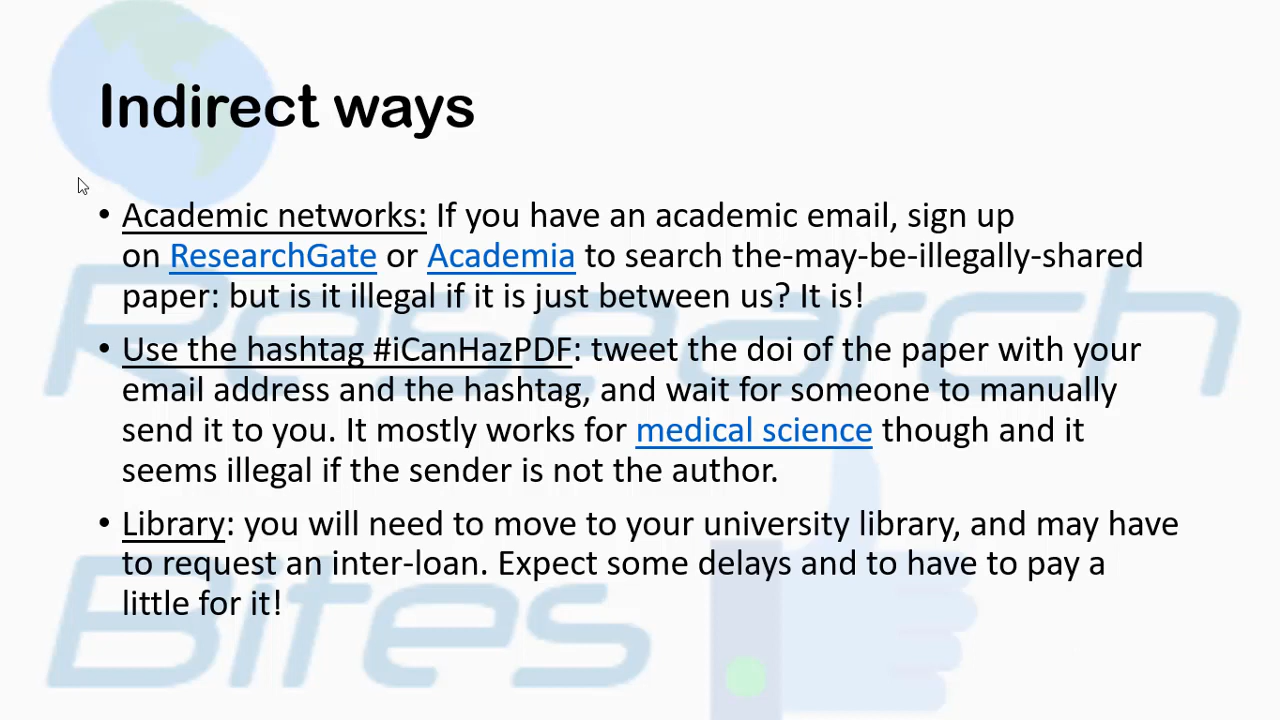 Indirect ways
• Academic networks: If you have an academic email, sign up
on ResearchGate or Academia to search the-may-be-illegally-shared
paper: but is it illegal if it is just between us? It is!
• Use the hashtag #iCanHazPDF: tweet the doi of the paper with your
email address and the hashtag, and wait for someone to manually
send it to you. It mostly works for medical science though and it
seems illegal if the sender is not the author.
• Library: you will need to move to your university library, and may have
to request an inter-loan. Expect some delays and to have to pay a
little for it!
Research
Bites